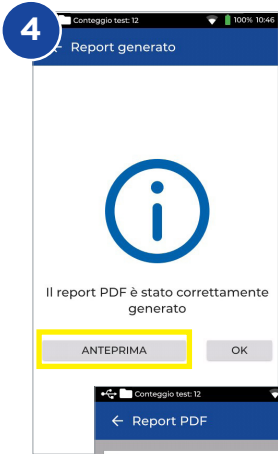 4
Conteggio test: 12 100% 10:46
← Report generato
Il report PDF è stato correttamente
generato
ANTEPRIMA OK
Conteggio test: 12
← Report PDF